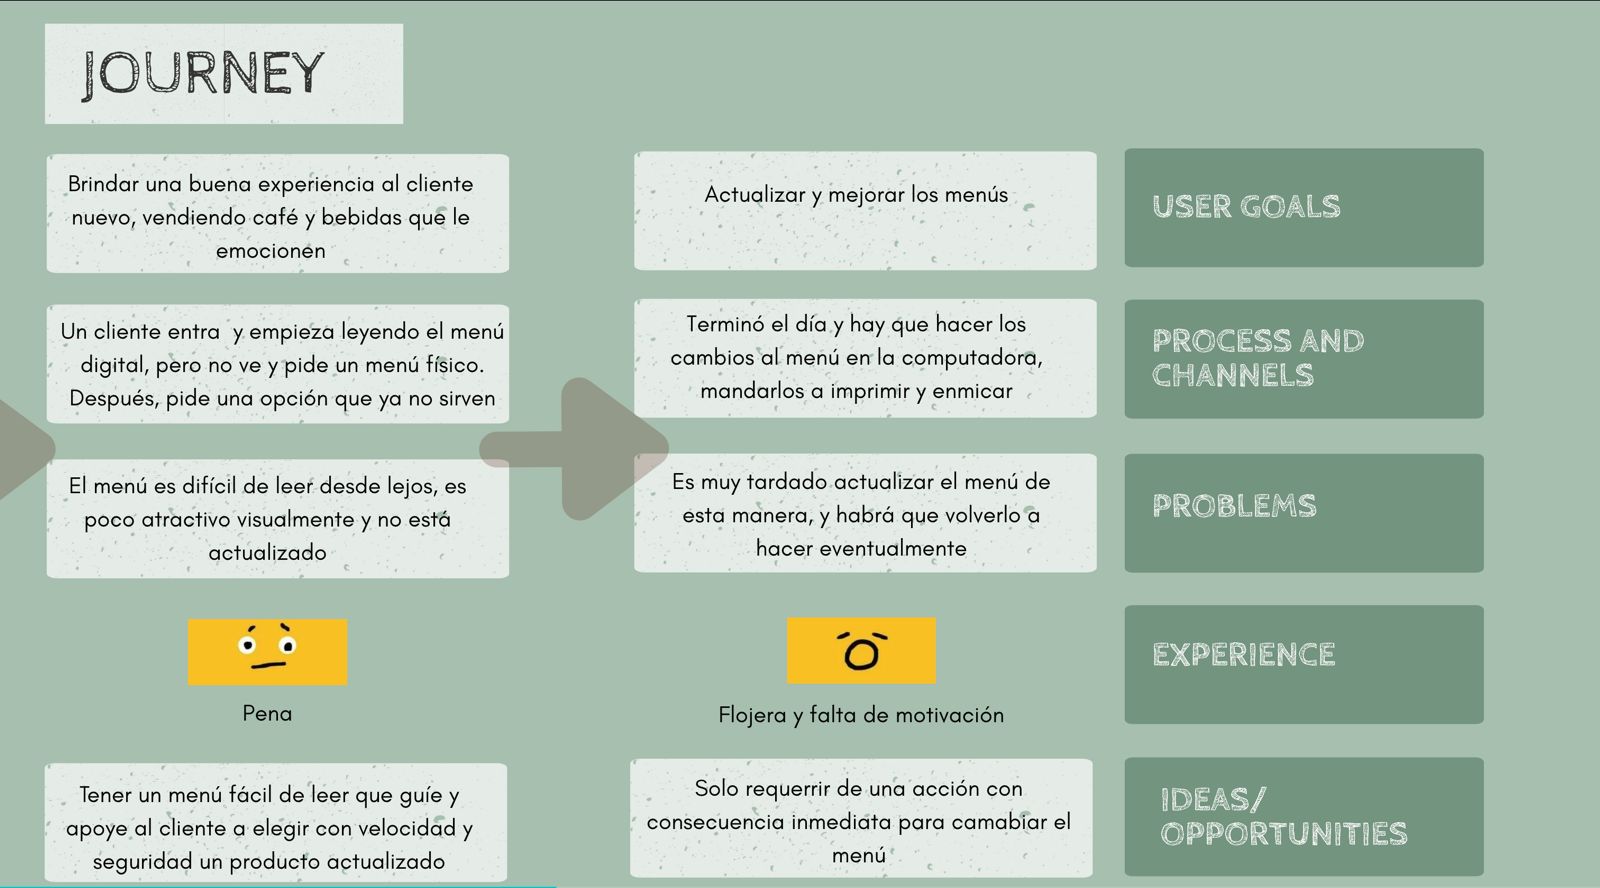 JOURNEY
Brindar una buena experiencia al cliente
nuevo, vendiendo café y bebidas que le
emocionen
Actualizar y mejorar los menús
USER GOALS
Un cliente entra  y empieza leyendo el menú
digital, pero no ve y pide un menú físico.
Después, pide una opción que ya no sirven
Terminó el día y hay que hacer los
cambios al menú en la computadora,
mandarlos a imprimir y enmicar
PROCESS AND
CHANNELS
El menú es difícil de leer desde lejos, es
poco atractivo visualmente y no está
actualizado
Es muy tardado actualizar el menú de
esta manera, y habrá que volverlo a
hacer eventualmente
PROBLEMS
Pena
Flojera y falta de motivación
EXPERIENCE
Tener un menú fácil de leer que guíe y
apoye al cliente a elegir con velocidad y
seguridad un producto actualizado
Solo requerrir de una acción con
consecuencia inmediata para camabiar el
menú
IDEAS/
OPPORTUNITIES